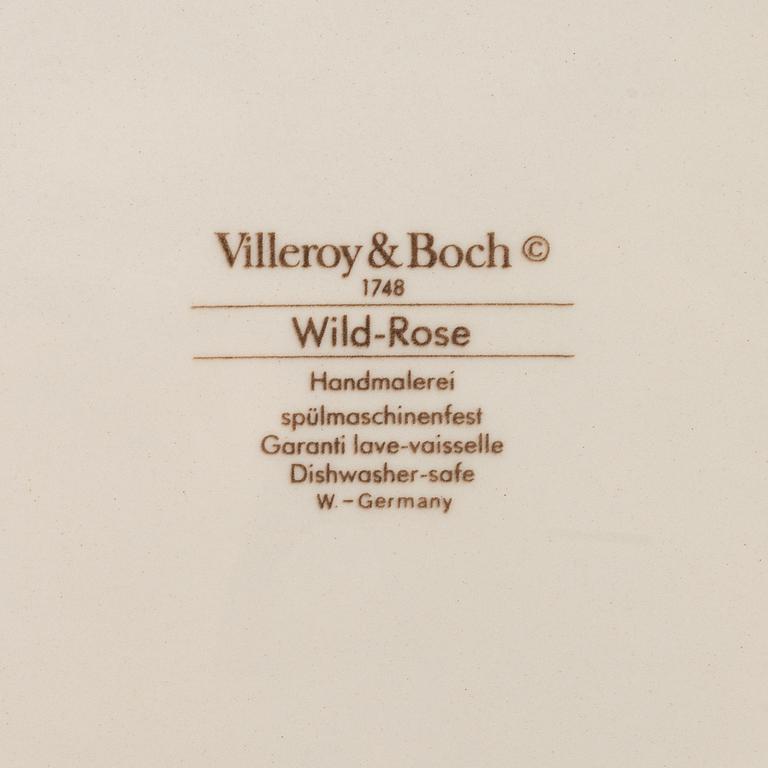 Villeroy & Boch ©
1748
Wild-Rose
Handmalerei
spülmaschinenfest
Garanti lave-vaisselle
Dishwasher-safe
W.-Germany